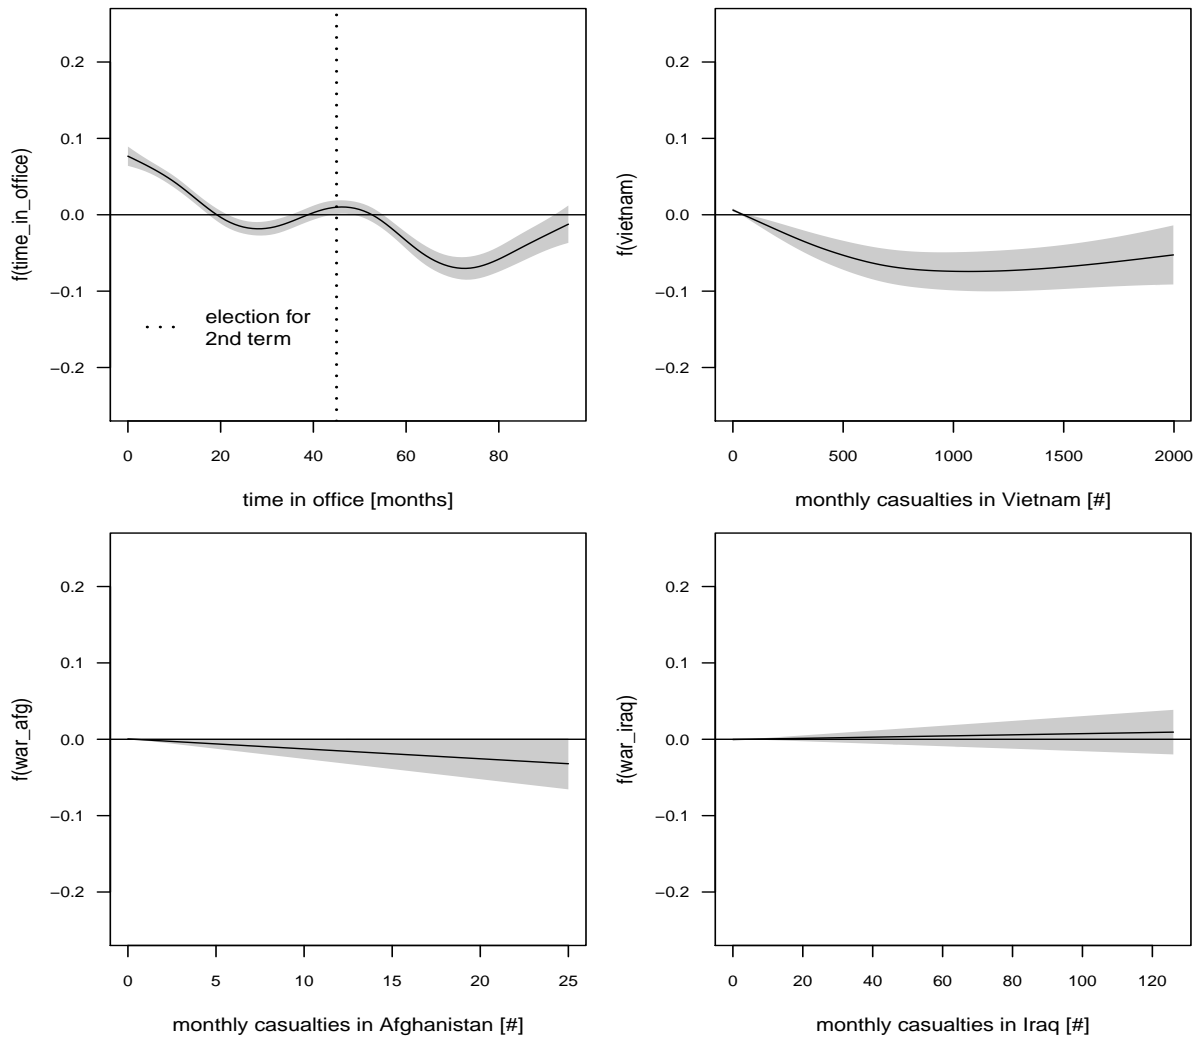 0.2
0.1
0.0
−0.1
−0.2
f(time_in_office)
election for
2nd term
0 20 40 60 80
time in office [months]
0.2
0.1
0.0
−0.1
−0.2
f(vietnam)
0 500 1000 1500 2000
monthly casualties in Vietnam [#]
0.2
0.1
0.0
−0.1
−0.2
f(war_afg)
0 5 10 15 20 25
monthly casualties in Afghanistan [#]
0.2
0.1
0.0
−0.1
−0.2
f(war_iraq)
0 20 40 60 80 100 120
monthly casualties in Iraq [#]